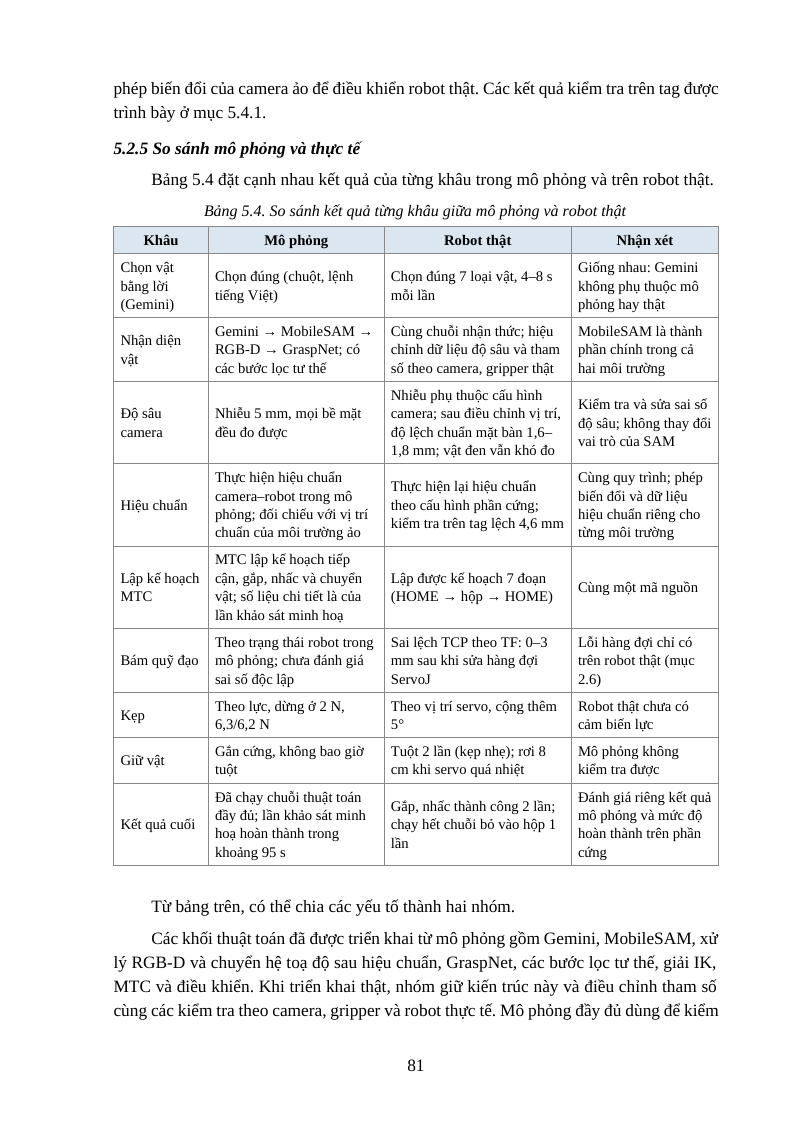 phép biến đổi của camera ảo để điều khiển robot thật. Các kết quả kiểm tra trên tag được
trình bày ở mục 5.4.1.
5.2.5 So sánh mô phỏng và thực tế
Bảng 5.4 đặt cạnh nhau kết quả của từng khâu trong mô phỏng và trên robot thật.
Bảng 5.4. So sánh kết quả từng khâu giữa mô phỏng và robot thật
Khâu
Mô phỏng
Robot thật
Nhận xét
Chọn vật
bằng lời
(Gemini)
Chọn đúng (chuột, lệnh
tiếng Việt)
Chọn đúng 7 loại vật, 4–8 s
mỗi lần
Giống nhau: Gemini
không phụ thuộc mô
phỏng hay thật
Nhận diện
vật
Gemini → MobileSAM →
RGB-D → GraspNet; có
các bước lọc tư thế
Cùng chuỗi nhận thức; hiệu
chỉnh dữ liệu độ sâu và tham
số theo camera, gripper thật
MobileSAM là thành
phần chính trong cả
hai môi trường
Độ sâu
camera
Nhiễu 5 mm, mọi bề mặt
đều đo được
Nhiễu phụ thuộc cấu hình
camera; sau điều chỉnh vị trí,
độ lệch chuẩn mặt bàn 1,6–
1,8 mm; vật đen vẫn khó đo
Kiểm tra và sửa sai số
độ sâu; không thay đổi
vai trò của SAM
Hiệu chuẩn
Thực hiện hiệu chuẩn
camera–robot trong mô
phỏng; đối chiếu với vị trí
chuẩn của môi trường ảo
Thực hiện lại hiệu chuẩn
theo cấu hình phần cứng;
kiểm tra trên tag lệch 4,6 mm
Cùng quy trình; phép
biến đổi và dữ liệu
hiệu chuẩn riêng cho
từng môi trường
Lập kế hoạch
MTC
MTC lập kế hoạch tiếp
cận, gắp, nhấc và chuyển
vật; số liệu chi tiết là của
lần khảo sát minh hoạ
Lập được kế hoạch 7 đoạn
(HOME → hộp → HOME)
Cùng một mã nguồn
Bám quỹ đạo
Theo trạng thái robot trong
mô phỏng; chưa đánh giá
sai số độc lập
Sai lệch TCP theo TF: 0–3
mm sau khi sửa hàng đợi
ServoJ
Lỗi hàng đợi chỉ có
trên robot thật (mục
2.6)
Kẹp
Theo lực, dừng ở 2 N,
6,3/6,2 N
Theo vị trí servo, cộng thêm
5°
Robot thật chưa có
cảm biến lực
Giữ vật
Gắn cứng, không bao giờ
tuột
Tuột 2 lần (kẹp nhẹ); rơi 8
cm khi servo quá nhiệt
Mô phỏng không
kiểm tra được
Kết quả cuối
Đã chạy chuỗi thuật toán
đầy đủ; lần khảo sát minh
hoạ hoàn thành trong
khoảng 95 s
Gắp, nhấc thành công 2 lần;
chạy hết chuỗi bỏ vào hộp 1
lần
Đánh giá riêng kết quả
mô phỏng và mức độ
hoàn thành trên phần
cứng
Từ bảng trên, có thể chia các yếu tố thành hai nhóm.
Các khối thuật toán đã được triển khai từ mô phỏng gồm Gemini, MobileSAM, xử
lý RGB-D và chuyển hệ toạ độ sau hiệu chuẩn, GraspNet, các bước lọc tư thế, giải IK,
MTC và điều khiển. Khi triển khai thật, nhóm giữ kiến trúc này và điều chỉnh tham số
cùng các kiểm tra theo camera, gripper và robot thực tế. Mô phỏng đầy đủ dùng để kiểm
81